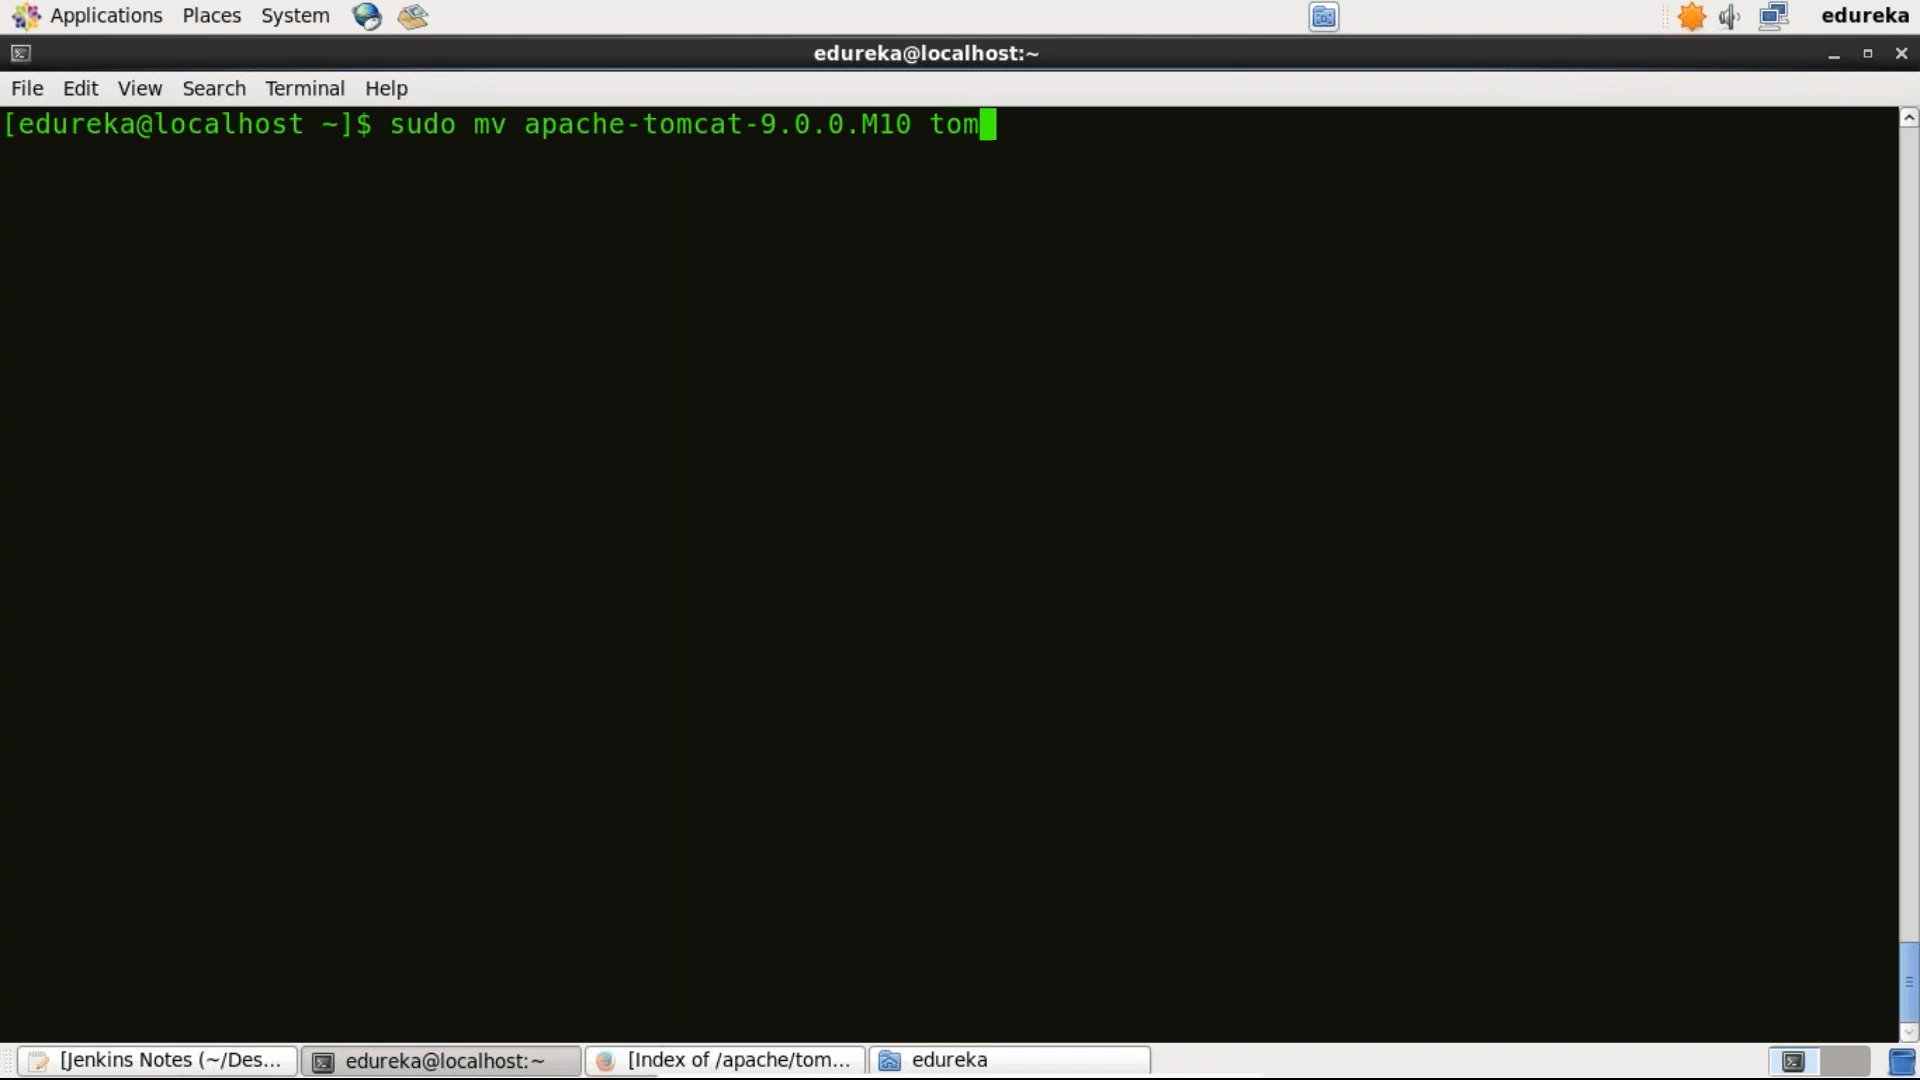 Applications Places System edureka
edureka@localhost:~
File Edit View Search Terminal Help
[edureka@localhost ~]$ sudo mv apache-tomcat-9.0.0.M10 tom
[Jenkins Notes (~/Des... edureka@localhost:~ [Index of /apache/tom... edureka